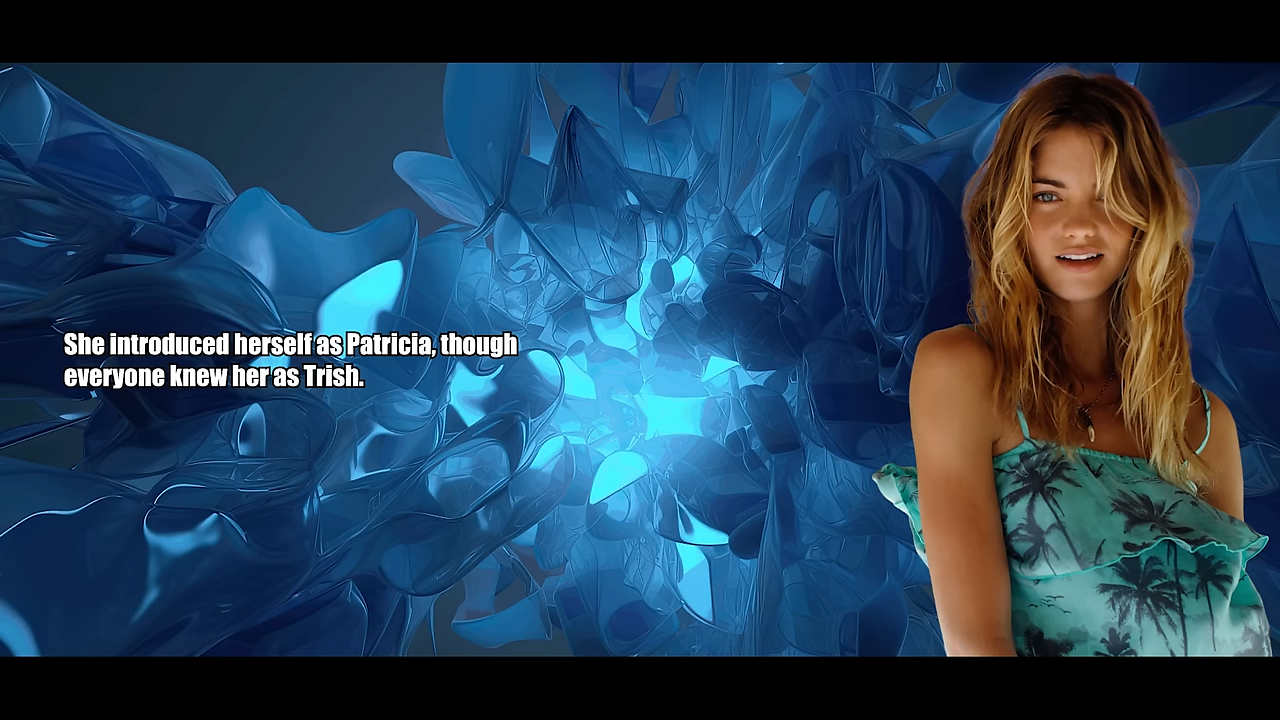 She introduced herself as Patricia, though
everyone knew her as Trish.